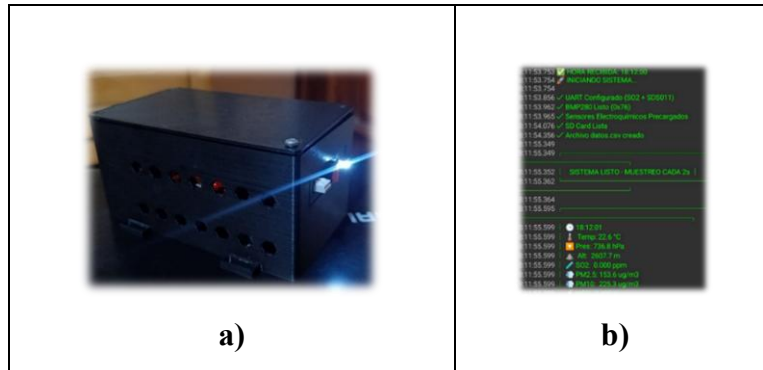 11:53.753 ✅ HORA RECIBIDA: 18:12:00
11:53.754 🚀 INICIANDO SISTEMA...
11:53.754
11:53.856 ✓ UART Configurado (SO2 + SDS011)
11:53.962 ✓ BMP280 Listo (0x76)
11:53.965 ✓ Sensores Electroquímicos Precargados
11:54.076 ✓ SD Card Lista
11:54.356 ✓ Archivo datos.csv creado
11:55.349
11:55.349
11:55.352 | SISTEMA LISTO - MUESTREO CADA 2s |
11:55.362
11:55.364
11:55.595
11:55.599 | 🕒 18:12:01
11:55.599 | 🌡 Temp: 22.6 °C
11:55.599 | 🔽 Pres: 736.8 hPa
11:55.599 | ⛰ Alt: 2607.7 m
11:55.599 | 🧪 SO2: 0.000 ppm
11:55.599 | 💨 PM2.5: 153.6 ug/m3
11:55.599 | 💨 PM10: 225.3 ug/m3
a)
b)